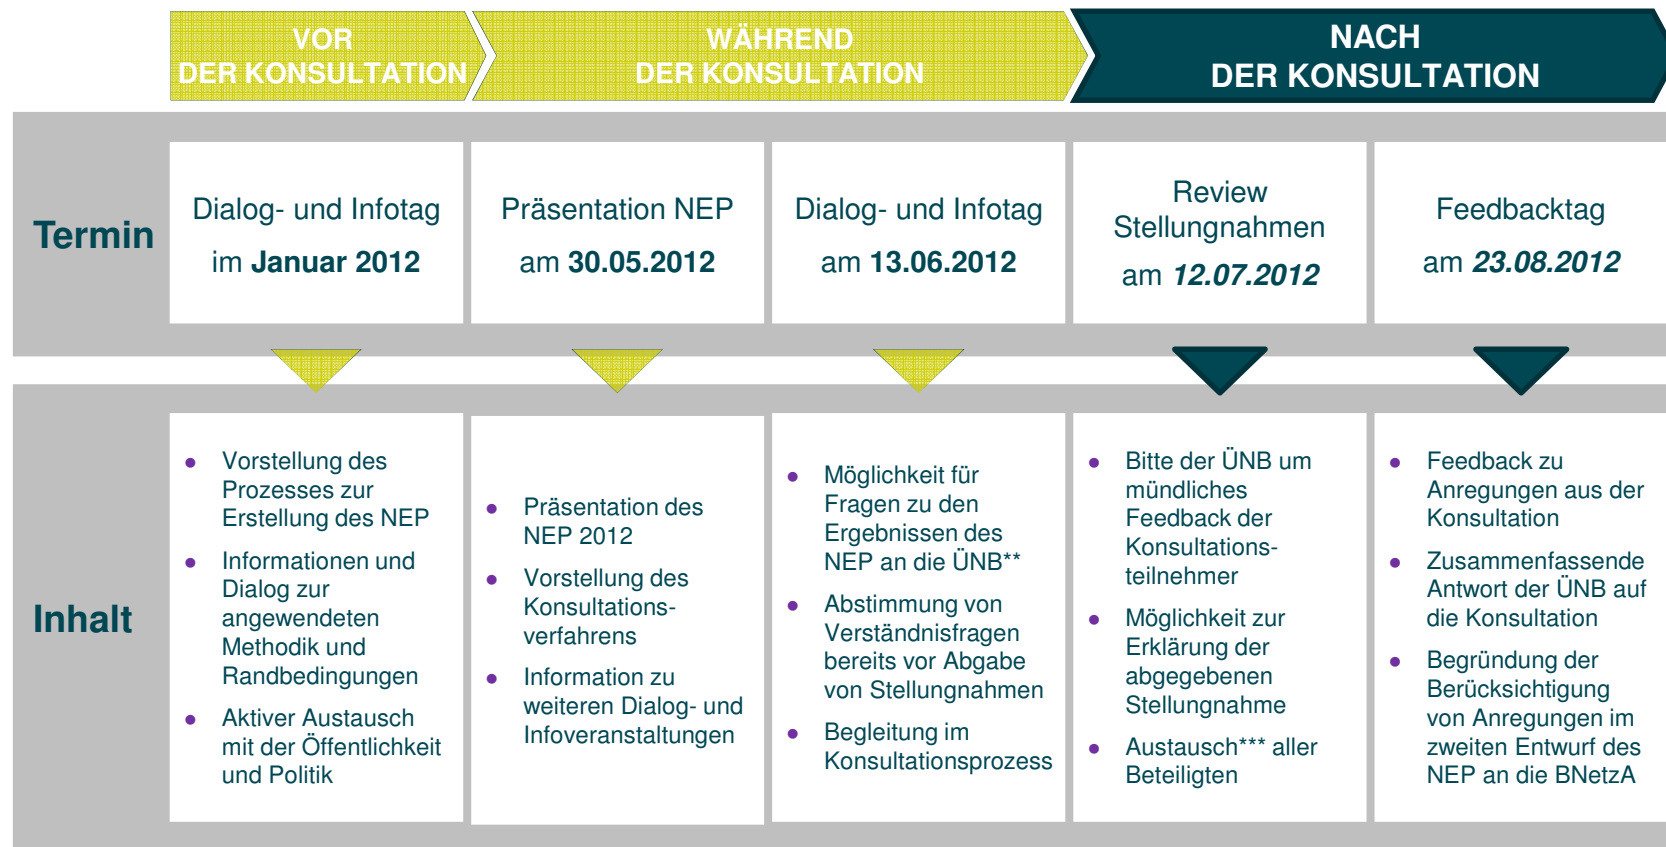 VOR
DER KONSULTATION
WÄHREND
DER KONSULTATION
NACH
DER KONSULTATION
Termin
Dialog- und Infotag
im Januar 2012
Präsentation NEP
am 30.05.2012
Dialog- und Infotag
am 13.06.2012
Review
Stellungnahmen
am 12.07.2012
Feedbacktag
am 23.08.2012
Inhalt
● Vorstellung des
Prozesses zur
Erstellung des NEP
● Informationen und
Dialog zur
angewendeten
Methodik und
Randbedingungen
● Aktiver Austausch
mit der Öffentlichkeit
und Politik
● Präsentation des
NEP 2012
● Vorstellung des
Konsultations-
verfahrens
● Information zu
weiteren Dialog- und
Infoveranstaltungen
● Möglichkeit für
Fragen zu den
Ergebnissen des
NEP an die ÜNB**
● Abstimmung von
Verständnisfragen
bereits vor Abgabe
von Stellungnahmen
● Begleitung im
Konsultationsprozess
● Bitte der ÜNB um
mündliches
Feedback der
Konsultations-
teilnehmer
● Möglichkeit zur
Erklärung der
abgegebenen
Stellungnahme
● Austausch*** aller
Beteiligten
● Feedback zu
Anregungen aus der
Konsultation
● Zusammenfassende
Antwort der ÜNB auf
die Konsultation
● Begründung der
Berücksichtigung
von Anregungen im
zweiten Entwurf des
NEP an die BNetzA